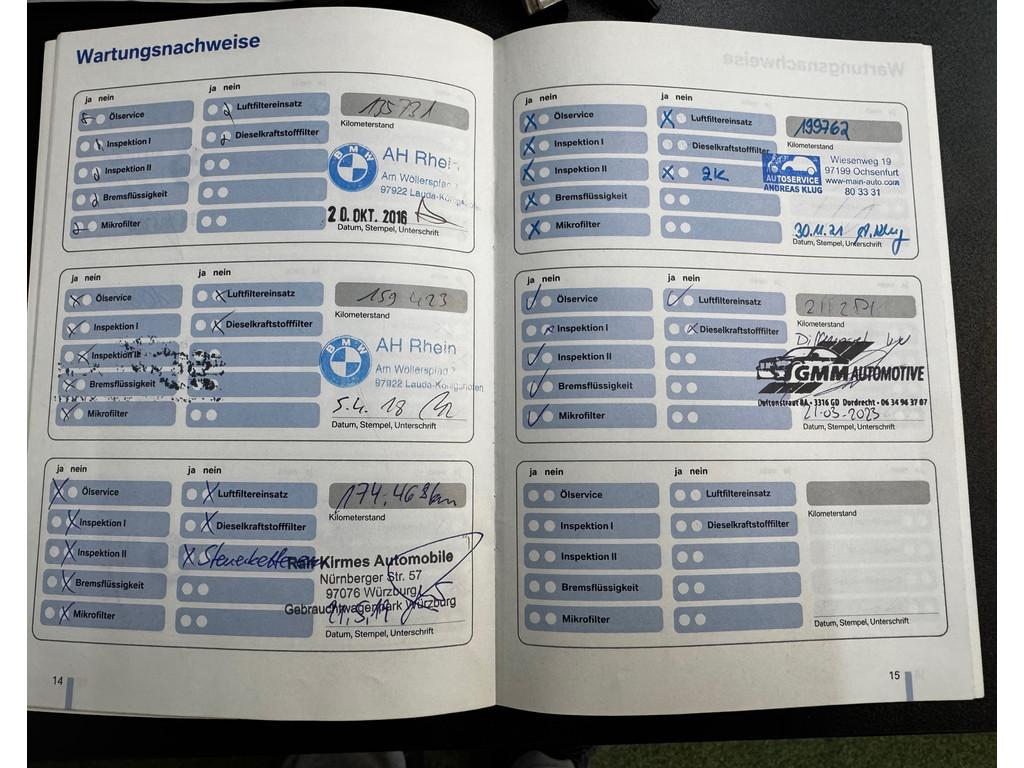 Wartungsnachweise
ja nein
Ölservice
Inspektion I
Inspektion II
Bremsflüssigkeit
Mikrofilter
ja nein
Luftfiltereinsatz
Dieselkraftstofffilter
135731
Kilometerstand
BMW
AH Rhein
Am Wöllerspfad
97922 Lauda-Königshofen
20. OKT. 2016
Datum, Stempel, Unterschrift
ja nein
Ölservice
Inspektion I
Inspektion II
Bremsflüssigkeit
Mikrofilter
ja nein
Luftfiltereinsatz
Dieselkraftstofffilter
159 423
Kilometerstand
BMW
AH Rhein
Am Wöllerspfad
97922 Lauda-Königshofen
5.4. 18
Datum, Stempel, Unterschrift
ja nein
Ölservice
Inspektion I
Inspektion II
Bremsflüssigkeit
Mikrofilter
ja nein
Luftfiltereinsatz
Dieselkraftstofffilter
174.468km
Kilometerstand
Ralf Kirmes Automobile
Nürnberger Str. 57
97076 Würzburg
Gebrauchtwagenpark Würzburg
Datum, Stempel, Unterschrift
14
ja nein
Ölservice
Inspektion I
Inspektion II
Bremsflüssigkeit
Mikrofilter
ja nein
Luftfiltereinsatz
Dieselkraftstofffilter
2K
199762
Kilometerstand
AUTOSERVICE
ANDREAS KLUG
Wiesenweg 19
97199 Ochsenfurt
www-main-auto.com
80 33 31
30.11.21
Datum, Stempel, Unterschrift
ja nein
Ölservice
Inspektion I
Inspektion II
Bremsflüssigkeit
Mikrofilter
ja nein
Luftfiltereinsatz
Dieselkraftstofffilter
Kilometerstand
GMM AUTOMOTIVE
Daltonstraat 8A - 3316 GD Dordrecht - 06 34 96 37 07
21-03-2023
Datum, Stempel, Unterschrift
ja nein
Ölservice
Inspektion I
Inspektion II
Bremsflüssigkeit
Mikrofilter
ja nein
Luftfiltereinsatz
Dieselkraftstofffilter
Kilometerstand
Datum, Stempel, Unterschrift
15